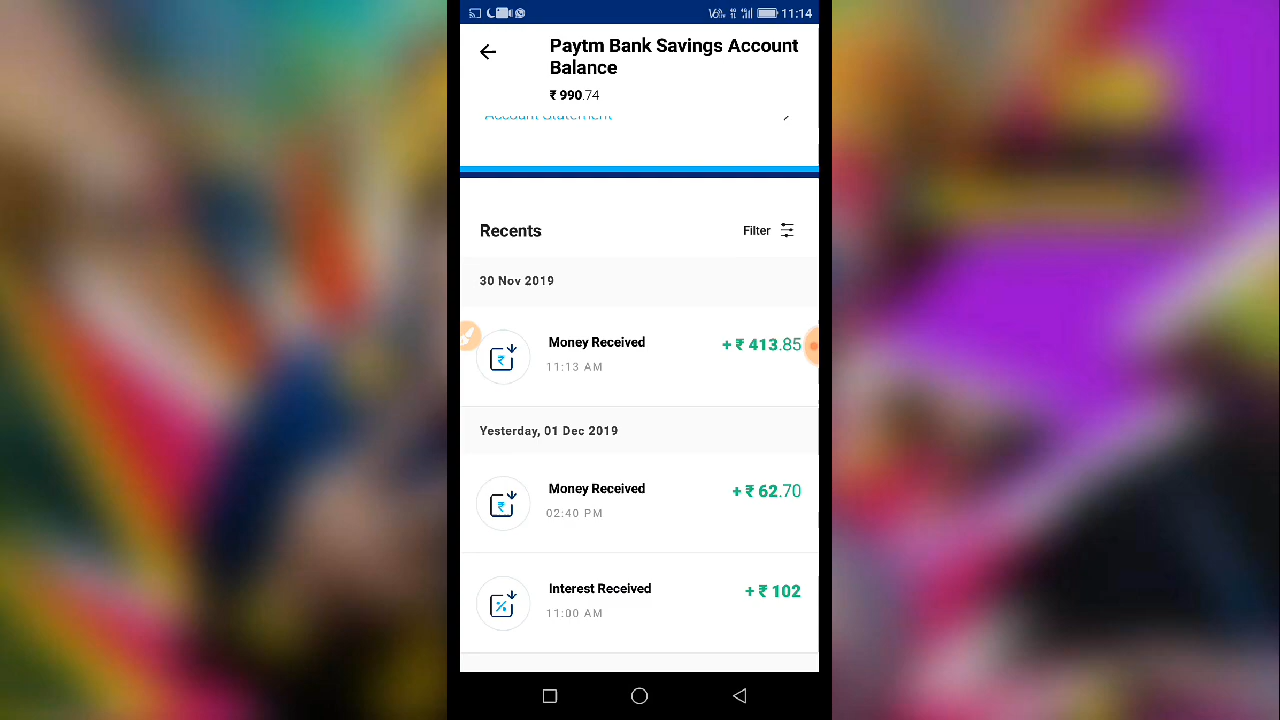 11:14
Paytm Bank Savings Account
Balance
₹ 990.74
Account Statement
Recents
Filter
30 Nov 2019
Money Received
+ ₹ 413.85
11:13 AM
Yesterday, 01 Dec 2019
Money Received
+ ₹ 62.70
02:40 PM
Interest Received
+ ₹ 102
11:00 AM